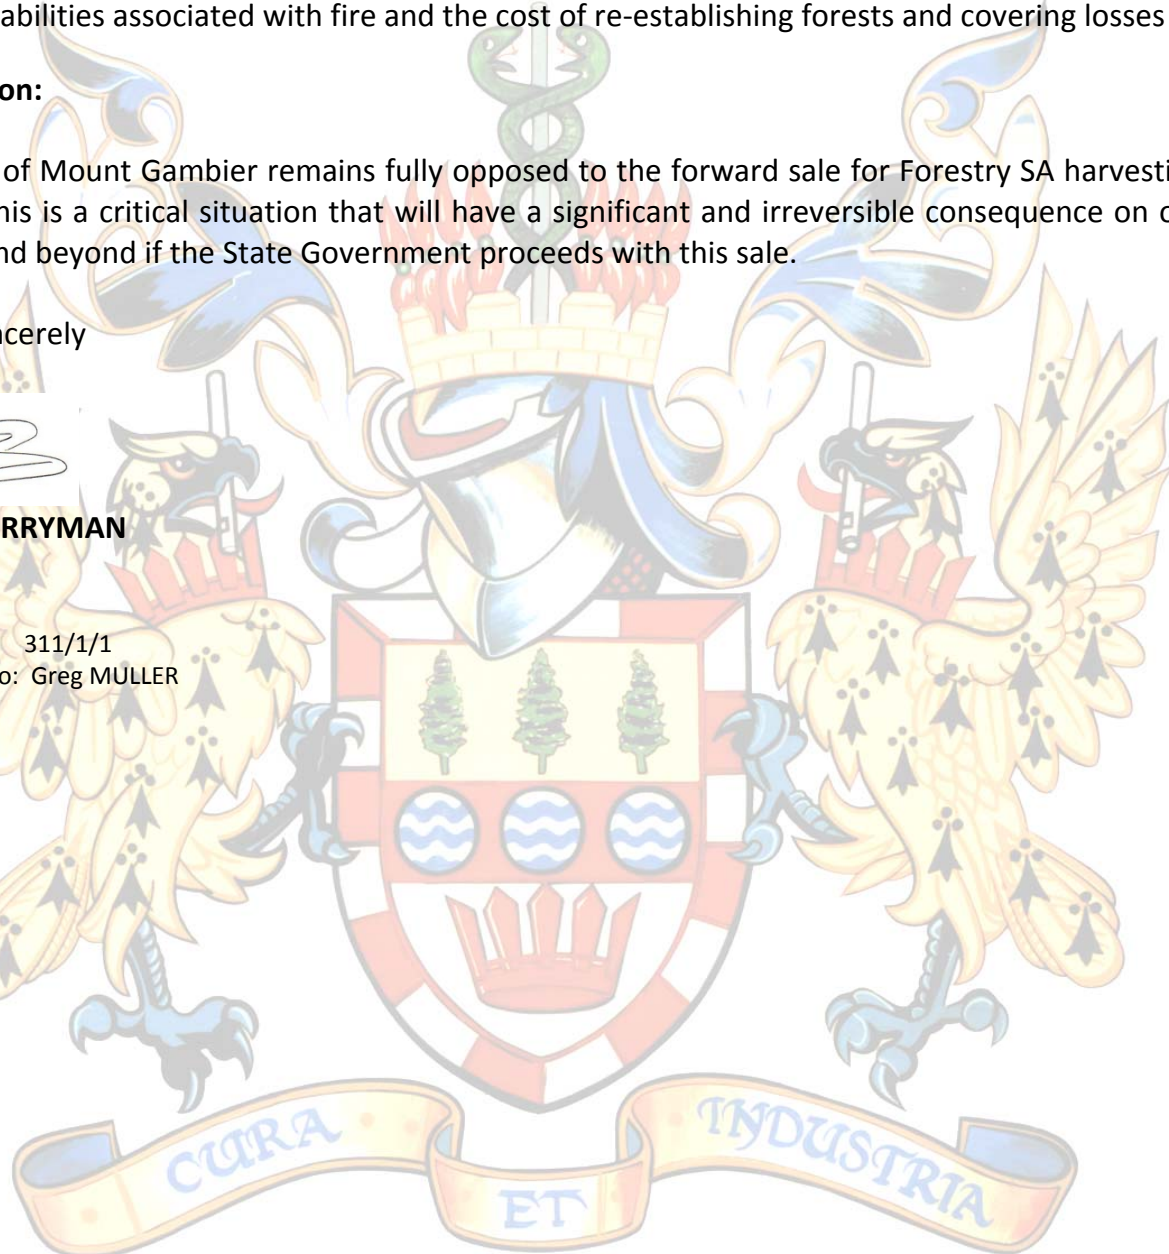 abilities associated with fire and the cost of re-establishing forests and covering losses
on:
of Mount Gambier remains fully opposed to the forward sale for Forestry SA harvesti
his is a critical situation that will have a significant and irreversible consequence on
nd beyond if the State Government proceeds with this sale.
ncerely
RRYMAN
311/1/1
o: Greg MULLER
CURA
ET
INDUSTRIA